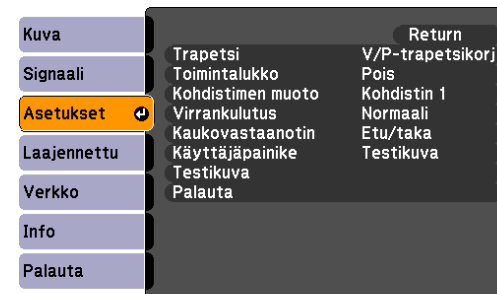 Kuva
Signaali
Asetukset
Laajennettu
Verkko
Info
Palauta
Return
Trapetsi V/P-trapetsikorj
Toimintalukko Pois
Kohdistimen muoto Kohdistin 1
Virrankulutus Normaali
Kaukovastaanotin Etu/taka
Käyttäjäpainike Testikuva
Testikuva
Palauta